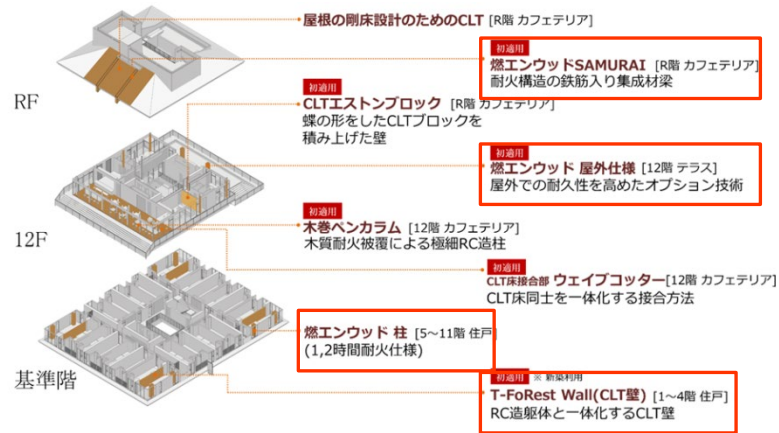 屋根の剛床設計のためのCLT [R階 カフェテリア]
初適用
燃エンウッドSAMURAI [R階 カフェテリア]
耐火構造の鉄筋入り集成材梁
RF
初適用
CLTエストンブロック [R階 カフェテリア]
蝶の形をしたCLTブロックを
積み上げた壁
初適用
燃エンウッド 屋外仕様 [12階 テラス]
屋外での耐久性を高めたオプション技術
初適用
木巻ペンカラム [12階 カフェテリア]
木質耐火被覆による極細RC造柱
12F
初適用
CLT床接合部 ウェイブコッター[12階 カフェテリア]
CLT床同士を一体化する接合方法
燃エンウッド 柱 [5～11階 住戸]
(1,2時間耐火仕様)
基準階
初適用 ※ 新築利用
T-FoRest Wall(CLT壁) [1～4階 住戸]
RC造躯体と一体化するCLT壁